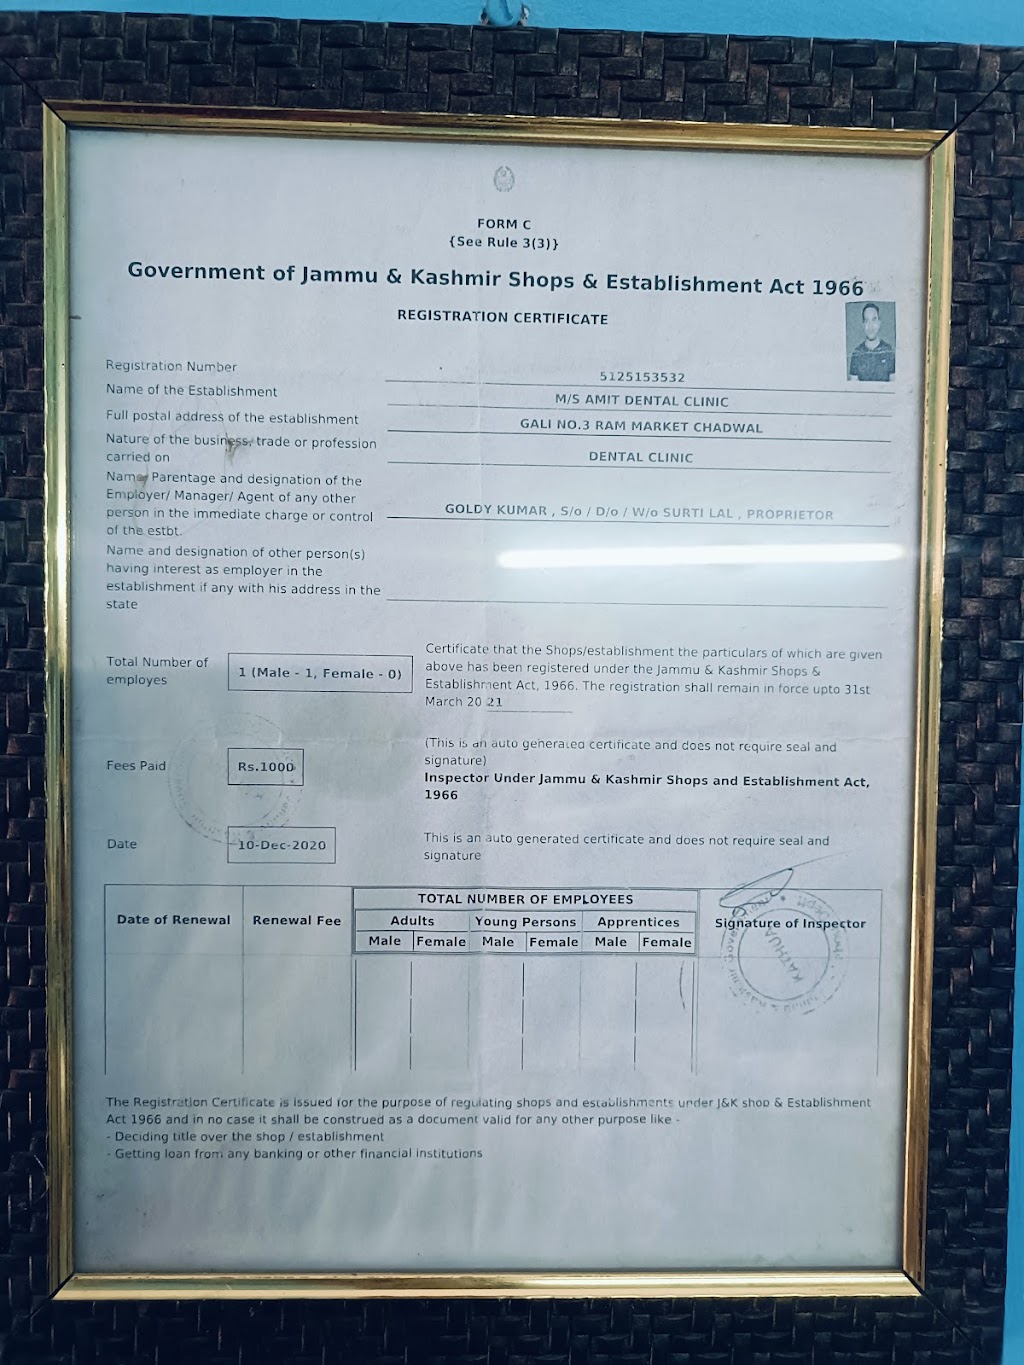 FORM C
{See Rule 3(3)}
Government of Jammu & Kashmir Shops & Establishment Act 1966
REGISTRATION CERTIFICATE
Registration Number 5125153532
Name of the Establishment M/S AMIT DENTAL CLINIC
Full postal address of the establishment GALI NO.3 RAM MARKET CHADWAL
Nature of the business, trade or profession
carried on DENTAL CLINIC
Name Parentage and designation of the
Employer/ Manager/ Agent of any other
person in the immediate charge or control GOLDY KUMAR , S/o / D/o / W/o SURTI LAL , PROPRIETOR
of the estbt.
Name and designation of other person(s)
having interest as employer in the
establishment if any with his address in the
state
Total Number of
employes
1 (Male - 1, Female - 0)
Certificate that the Shops/establishment the particulars of which are given
above has been registered under the Jammu & Kashmir Shops &
Establishment Act, 1966. The registration shall remain in force upto 31st
March 20 21
Fees Paid Rs.1000
(This is an auto generated certificate and does not require seal and
signature)
Inspector Under Jammu & Kashmir Shops and Establishment Act,
1966
Date 10-Dec-2020
This is an auto generated certificate and does not require seal and
signature
Date of Renewal Renewal Fee TOTAL NUMBER OF EMPLOYEES Signature of Inspector
Adults Young Persons Apprentices
Male Female Male Female Male Female
KATHUA
The Registration Certificate is issued for the purpose of regulating shops and establishments under J&K shop & Establishment
Act 1966 and in no case it shall be construed as a document valid for any other purpose like -
- Deciding title over the shop / establishment
- Getting loan from any banking or other financial institutions